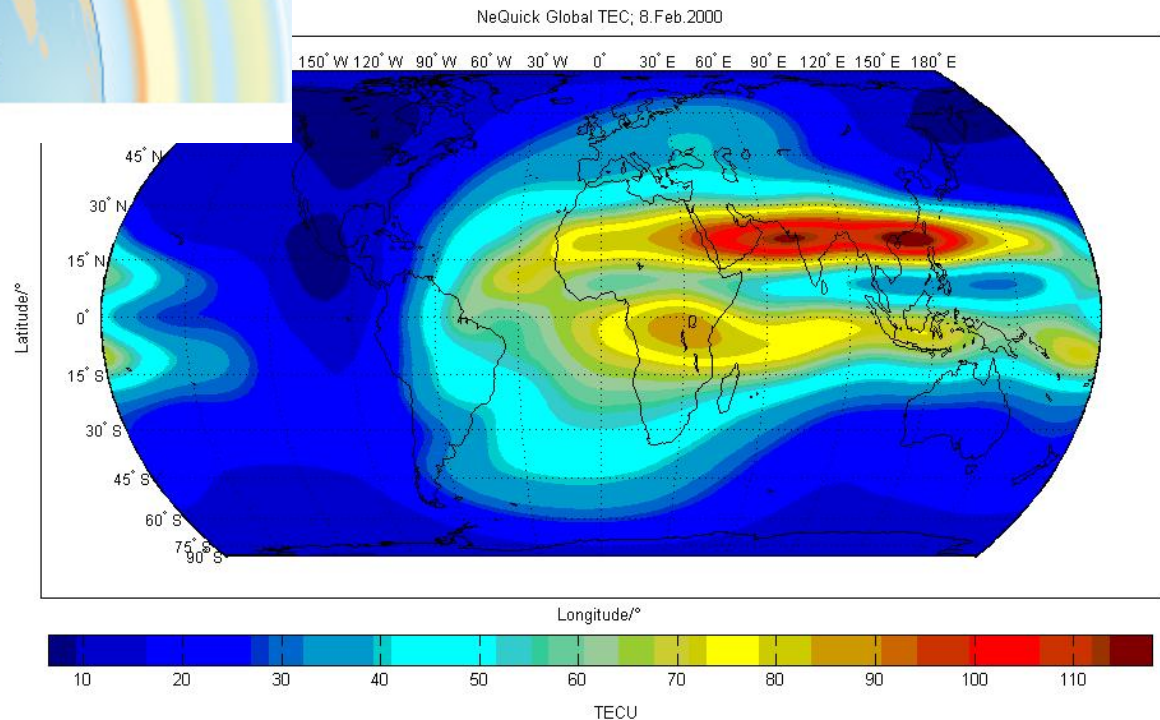 NeQuick Global TEC; 8.Feb.2000
150° W 120° W 90° W 60° W 30° W 0° 30° E 60° E 90° E 120° E 150° E 180° E
45° N
30° N
15° N
0°
15° S
30° S
45° S
60° S
75° S
90° S
Latitude/°
Longitude/°
10 20 30 40 50 60 70 80 90 100 110
TECU